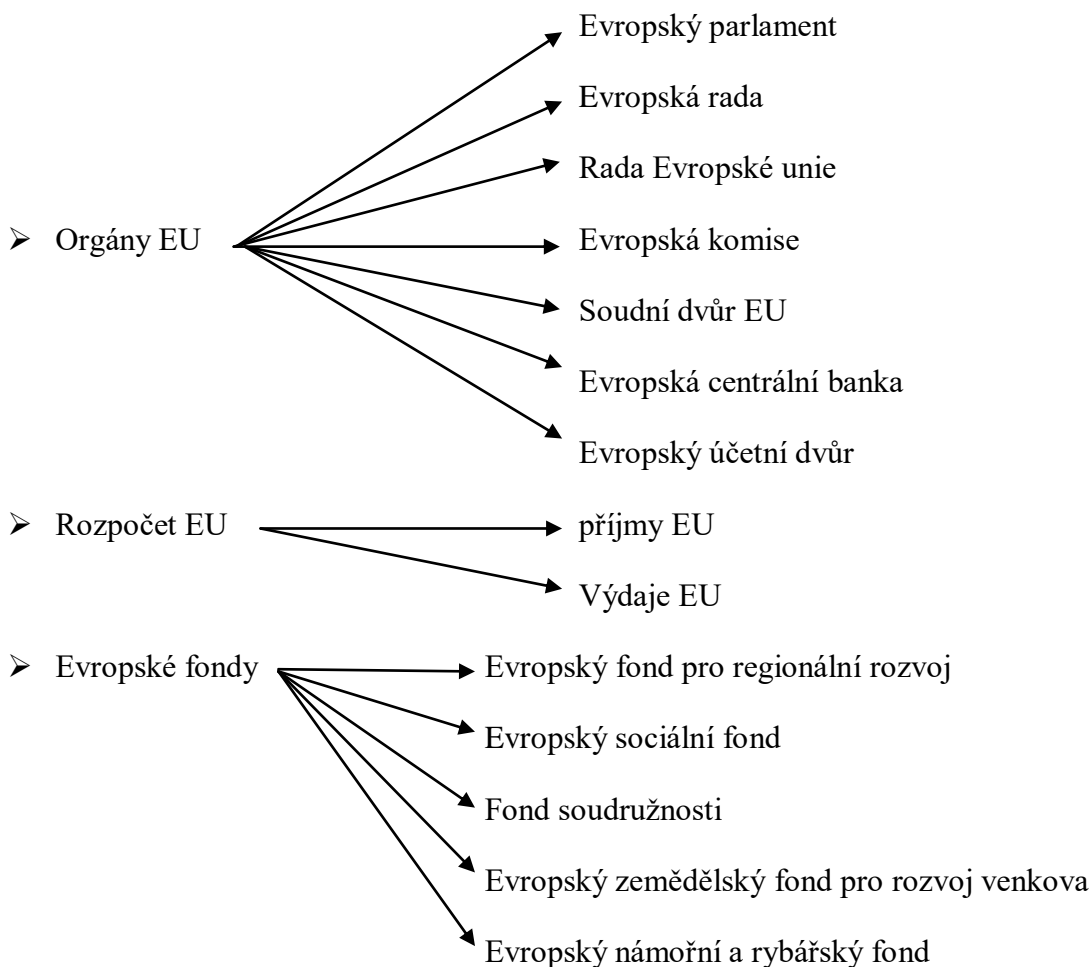 Evropský parlament
Evropská rada
Rada Evropské unie
➢ Orgány EU
Evropská komise
Soudní dvůr EU
Evropská centrální banka
Evropský účetní dvůr
➢ Rozpočet EU
příjmy EU
Výdaje EU
➢ Evropské fondy
Evropský fond pro regionální rozvoj
Evropský sociální fond
Fond soudružnosti
Evropský zemědělský fond pro rozvoj venkova
Evropský námořní a rybářský fond